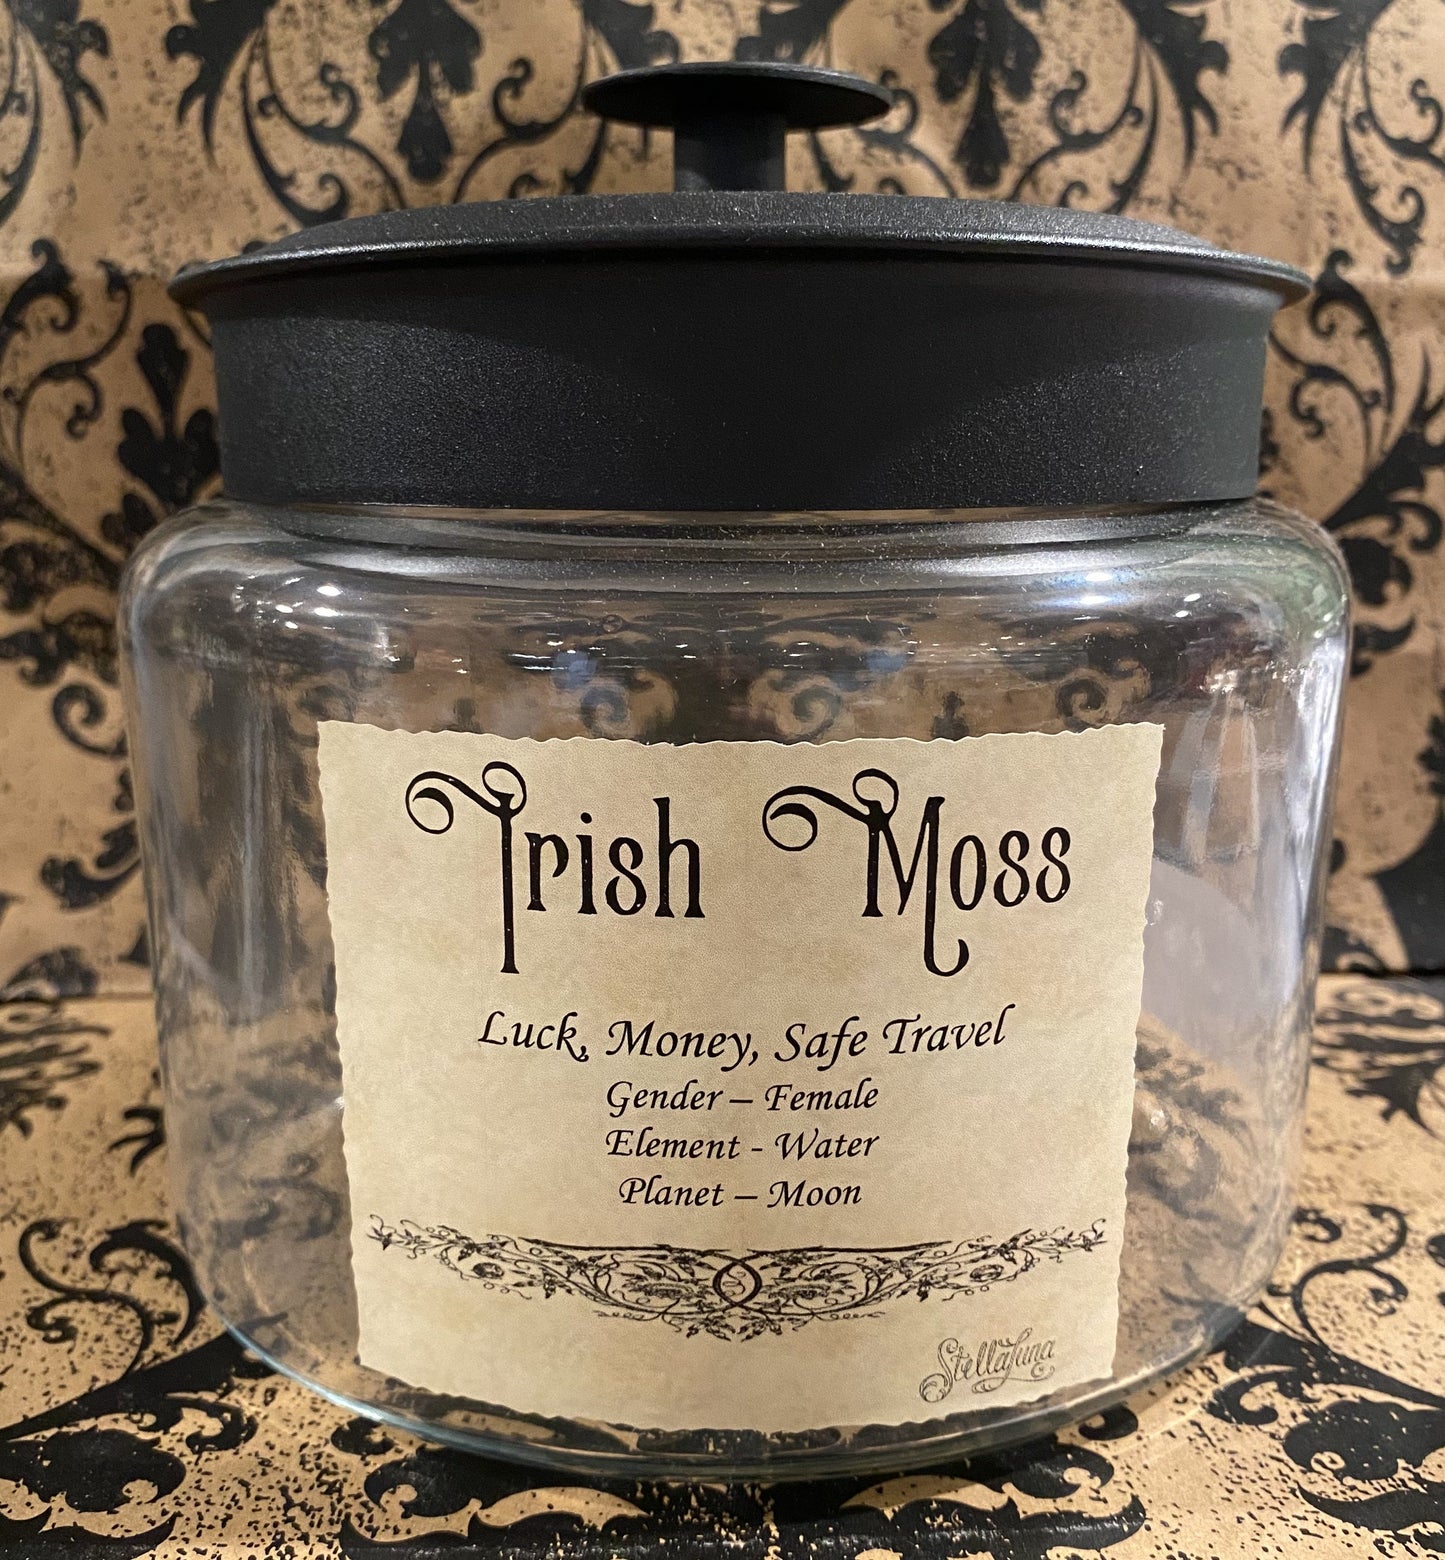 Irish Moss
Luck, Money, Safe Travel
Gender – Female
Element - Water
Planet – Moon
StellaLuna